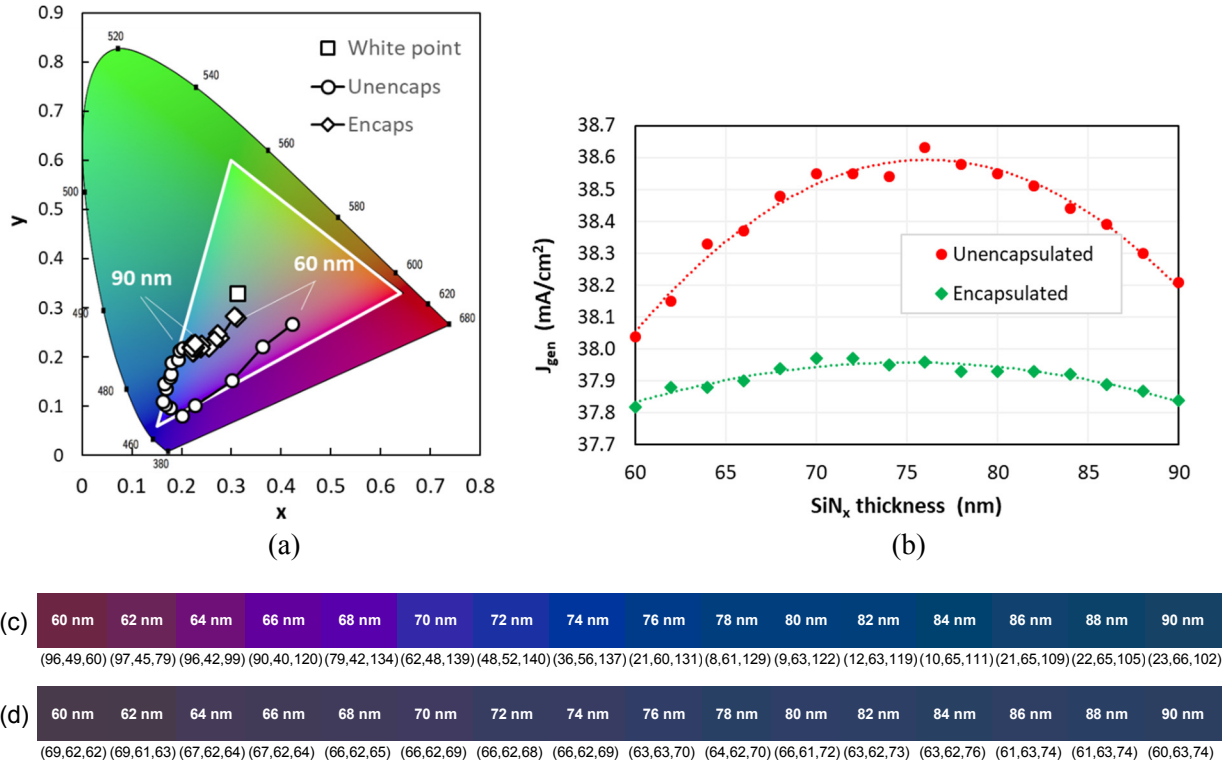 0.9
0.8
0.7
0.6
0.5
0.4
0.3
0.2
0.1
0
y
0 0.1 0.2 0.3 0.4 0.5 0.6 0.7 0.8
x
520
540
560
580
600
620
680
500
490
480
460
380
White point
Unencaps
Encaps
90 nm
60 nm
(a)
38.7
38.6
38.5
38.4
38.3
38.2
38.1
38.0
37.9
37.8
37.7
Jgen (mA/cm2)
Unencapsulated
Encapsulated
60 65 70 75 80 85 90
SiNx thickness (nm)
(b)
(c) 60 nm 62 nm 64 nm 66 nm 68 nm 70 nm 72 nm 74 nm 76 nm 78 nm 80 nm 82 nm 84 nm 86 nm 88 nm 90 nm
(96,49,60) (97,45,79) (96,42,99) (90,40,120) (79,42,134) (62,48,139) (48,52,140) (36,56,137) (21,60,131) (8,61,129) (9,63,122) (12,63,119) (10,65,111) (21,65,109) (22,65,105) (23,66,102)
(d) 60 nm 62 nm 64 nm 66 nm 68 nm 70 nm 72 nm 74 nm 76 nm 78 nm 80 nm 82 nm 84 nm 86 nm 88 nm 90 nm
(69,62,62) (69,61,63) (67,62,64) (67,62,64) (66,62,65) (66,62,69) (66,62,68) (66,62,69) (63,63,70) (64,62,70) (66,61,72) (63,62,73) (63,62,76) (61,63,74) (61,63,74) (60,63,74)